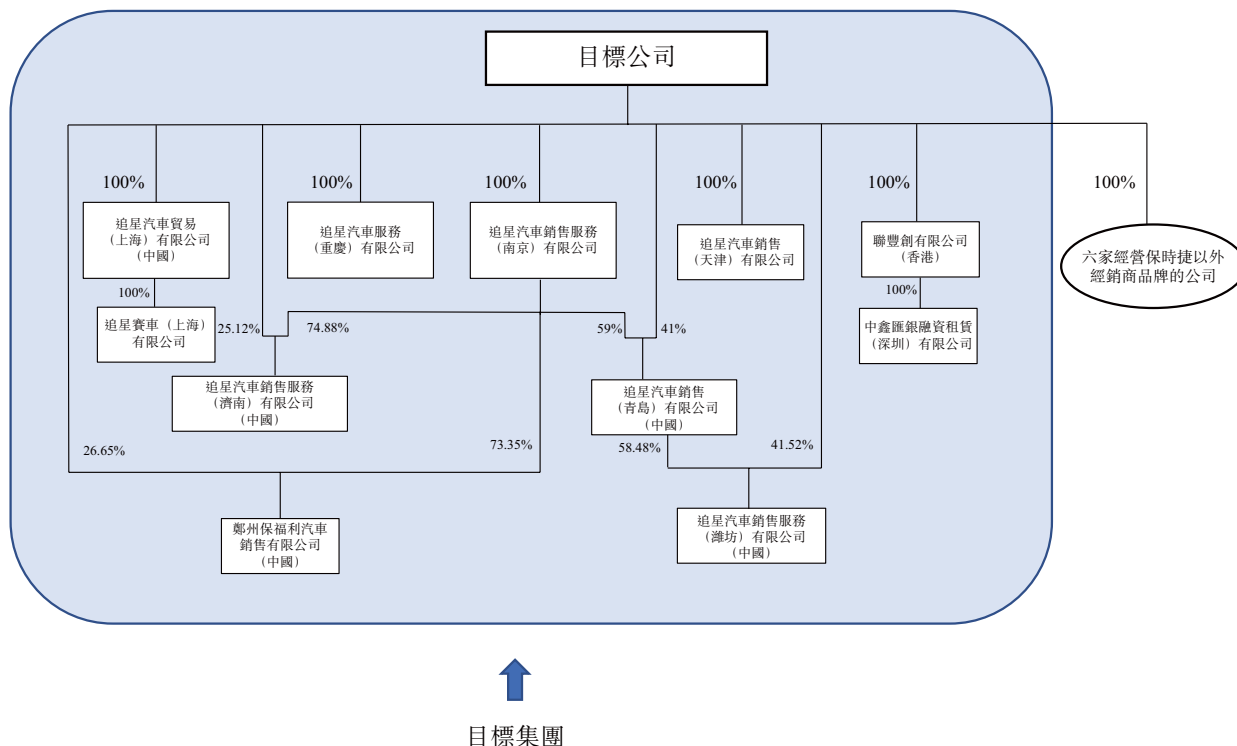 目標公司
100%
100%
100%
100%
100%
100%
追星汽車貿易
（上海）有限公司
（中國）
追星汽車服務
（重慶）有限公司
追星汽車銷售服務
（南京）有限公司
追星汽車銷售
（天津）有限公司
聯豐創有限公司
（香港）
六家經營保時捷以外
經銷商品牌的公司
100%
100%
追星賽車（上海）
有限公司
25.12%
74.88%
59%
41%
中鑫匯銀融資租賃
（深圳）有限公司
追星汽車銷售服務
（濟南）有限公司
（中國）
追星汽車銷售
（青島）有限公司
（中國）
26.65%
73.35%
58.48%
41.52%
鄭州保福利汽車
銷售有限公司
（中國）
追星汽車銷售服務
（濰坊）有限公司
（中國）
目標集團